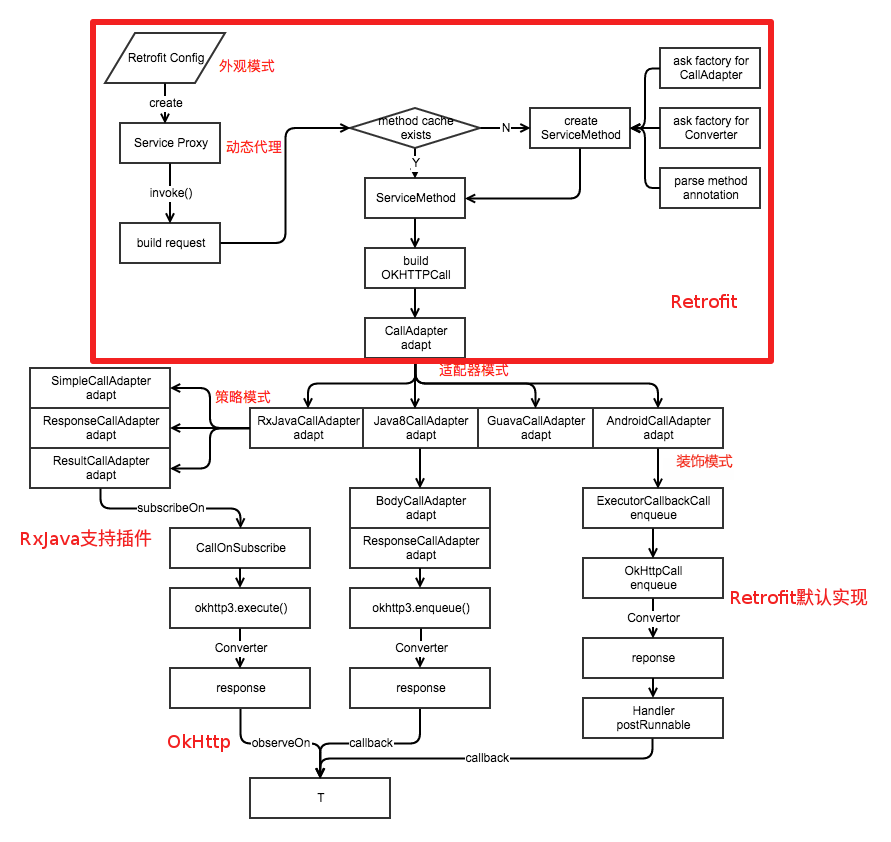 Retrofit Config
外观模式
create
Service Proxy
动态代理
invoke()
build request
method cache
exists
N
Y
create
ServiceMethod
ask factory for
CallAdapter
ask factory for
Converter
parse method
annotation
ServiceMethod
build
OKHTTPCall
CallAdapter
adapt
Retrofit
适配器模式
SimpleCallAdapter
adapt
ResponseCallAdapter
adapt
ResultCallAdapter
adapt
策略模式
RxJavaCallAdapter
adapt
Java8CallAdapter
adapt
GuavaCallAdapter
adapt
AndroidCallAdapter
adapt
装饰模式
subscribeOn
RxJava支持插件
CallOnSubscribe
okhttp3.execute()
Converter
response
BodyCallAdapter
adapt
ResponseCallAdapter
adapt
okhttp3.enqueue()
Converter
response
ExecutorCallbackCall
enqueue
OkHttpCall
enqueue
Retrofit默认实现
Convertor
reponse
Handler
postRunnable
OkHttp
observeOn
callback
callback
T